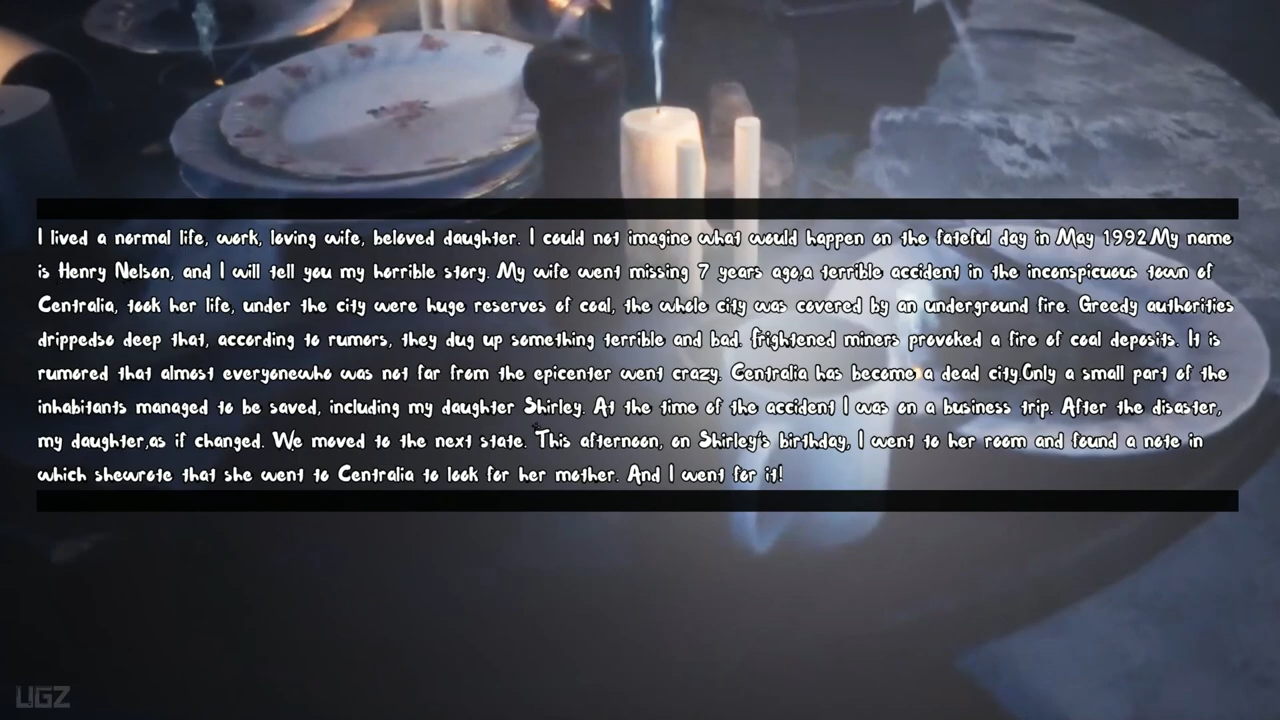 I lived a normal life, work, loving wife, beloved daughter. I could not imagine what would happen on the fateful day in May 1992.My name
is Henry Nelson, and I will tell you my horrible story. My wife went missing 7 years ago,a terrible accident in the inconspicuous town of
Centralia, took her life, under the city were huge reserves of coal, the whole city was covered by an underground fire. Greedy authorities
drippedso deep that, according to rumors, they dug up something terrible and bad. frightened miners provoked a fire of coal deposits. It is
rumored that almost everyonewho was not far from the epicenter went crazy. Centralia has become a dead city.Only a small part of the
inhabitants managed to be saved, including my daughter Shirley. At the time of the accident I was on a business trip. After the disaster,
my daughter,as if changed. We moved to the next state. This afternoon, on Shirley's birthday, I went to her room and found a note in
which shewrote that she went to Centralia to look for her mother. And I went for it!
UGZ